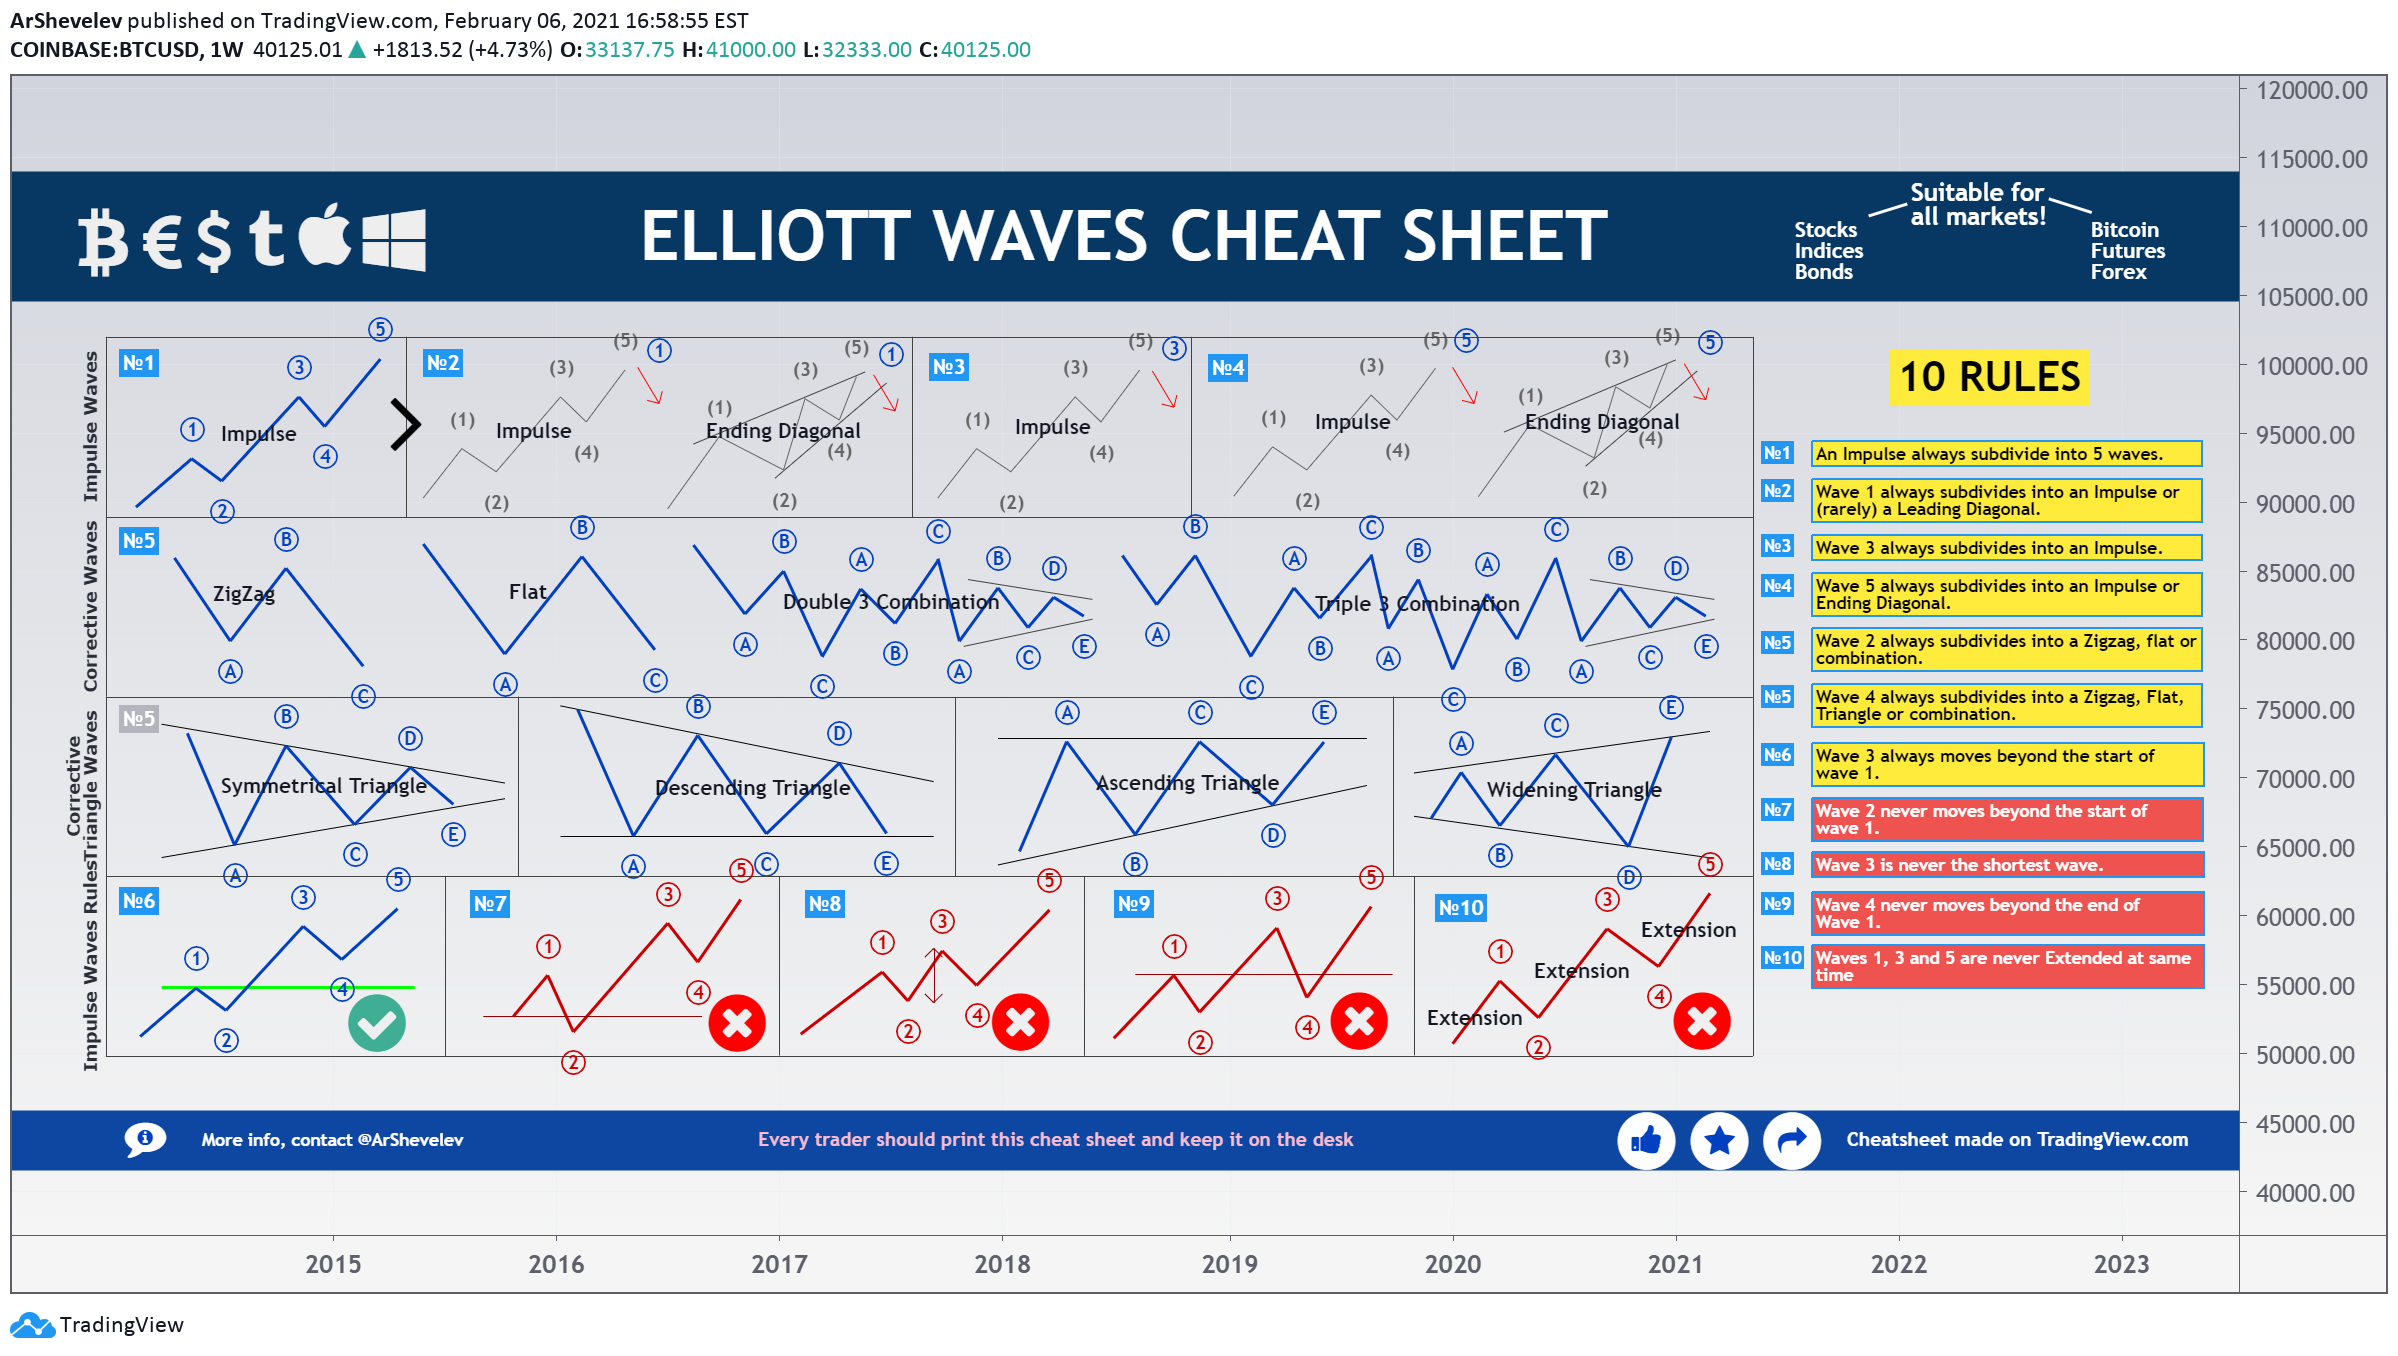 ArShevelev published on TradingView.com, February 06, 2021 16:58:55 EST
COINBASE:BTCUSD, 1W 40125.01 ▲ +1813.52 (+4.73%) O:33137.75 H:41000.00 L:32333.00 C:40125.00
₿€$t
ELLIOTT WAVES CHEAT SHEET
Suitable for
all markets!
Stocks
Indices
Bonds
Bitcoin
Futures
Forex
Impulse Waves
№1
1
2
3
4
5
Impulse
№2
(1)
(2)
(3)
(4)
(5)
1
Impulse
(1)
(2)
(3)
(4)
(5)
1
Ending Diagonal
№3
(1)
(2)
(3)
(4)
(5)
3
Impulse
№4
(1)
(2)
(3)
(4)
(5)
5
Impulse
(1)
(2)
(3)
(4)
(5)
5
Ending Diagonal
Corrective Waves
№5
A
B
C
ZigZag
A
B
C
Flat
A
B
C
A
B
C
A
B
C
D
E
Double 3 Combination
A
B
C
A
B
C
A
B
C
A
B
C
A
B
C
D
E
Triple 3 Combination
Corrective
Triangle Waves
№5
A
B
C
D
E
Symmetrical Triangle
A
B
C
D
E
Descending Triangle
A
B
C
D
E
Ascending Triangle
A
B
C
D
E
Widening Triangle
Impulse Waves Rules
№6
1
2
3
4
5
№7
1
2
3
4
5
№8
1
2
3
4
5
№9
1
2
3
4
5
№10
1
2
3
4
5
Extension
Extension
Extension
10 RULES
№1 An Impulse always subdivide into 5 waves.
№2 Wave 1 always subdivides into an Impulse or
(rarely) a Leading Diagonal.
№3 Wave 3 always subdivides into an Impulse.
№4 Wave 5 always subdivides into an Impulse or
Ending Diagonal.
№5 Wave 2 always subdivides into a Zigzag, flat or
combination.
№5 Wave 4 always subdivides into a Zigzag, Flat,
Triangle or combination.
№6 Wave 3 always moves beyond the start of
wave 1.
№7 Wave 2 never moves beyond the start of
wave 1.
№8 Wave 3 is never the shortest wave.
№9 Wave 4 never moves beyond the end of
Wave 1.
№10 Waves 1, 3 and 5 are never Extended at same
time
More info, contact @ArShevelev
Every trader should print this cheat sheet and keep it on the desk
Cheatsheet made on TradingView.com
120000.00
115000.00
110000.00
105000.00
100000.00
95000.00
90000.00
85000.00
80000.00
75000.00
70000.00
65000.00
60000.00
55000.00
50000.00
45000.00
40000.00
2015 2016 2017 2018 2019 2020 2021 2022 2023
TradingView